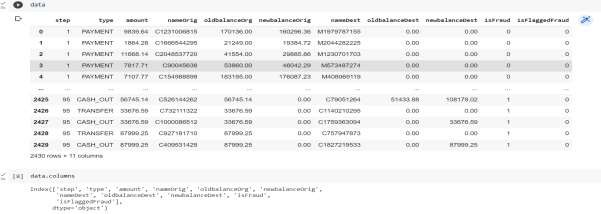 data
step type amount nameOrig oldbalanceOrg newbalanceOrig nameDest oldbalanceDest newbalanceDest isFraud isFlaggedFraud
0 1 PAYMENT 9839.64 C1231006815 170136.00 160296.36 M1979787155 0.00 0.00 0 0
1 1 PAYMENT 1864.28 C1666544295 21249.00 19384.72 M2044282225 0.00 0.00 0 0
2 1 PAYMENT 11668.14 C2048537720 41554.00 29885.86 M1230701703 0.00 0.00 0 0
3 1 PAYMENT 7817.71 C90045638 53860.00 46042.29 M573487274 0.00 0.00 0 0
4 1 PAYMENT 7107.77 C154988899 183195.00 176087.23 M408069119 0.00 0.00 0 0
... ... ... ... ... ... ... ... ... ... ... ...
2425 95 CASH_OUT 56745.14 C526144262 56745.14 0.00 C79051264 51433.88 108179.02 1 0
2426 95 TRANSFER 33676.59 C732111322 33676.59 0.00 C1140210295 0.00 0.00 1 0
2427 95 CASH_OUT 33676.59 C1000086512 33676.59 0.00 C1759363094 0.00 33676.59 1 0
2428 95 TRANSFER 87999.25 C927181710 87999.25 0.00 C757947873 0.00 0.00 1 0
2429 95 CASH_OUT 87999.25 C409531429 87999.25 0.00 C1827219533 0.00 87999.25 1 0
2430 rows × 11 columns
data.columns
Index(['step', 'type', 'amount', 'nameOrig', 'oldbalanceOrg', 'newbalanceOrig',
'nameDest', 'oldbalanceDest', 'newbalanceDest', 'isFraud',
'isFlaggedFraud'],
dtype='object')